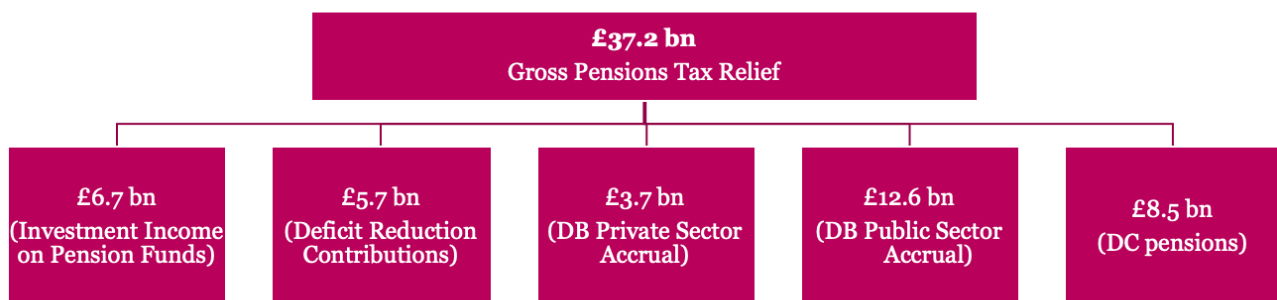 £37.2 bn
Gross Pensions Tax Relief
£6.7 bn
(Investment Income
on Pension Funds)
£5.7 bn
(Deficit Reduction
Contributions)
£3.7 bn
(DB Private Sector
Accrual)
£12.6 bn
(DB Public Sector
Accrual)
£8.5 bn
(DC pensions)